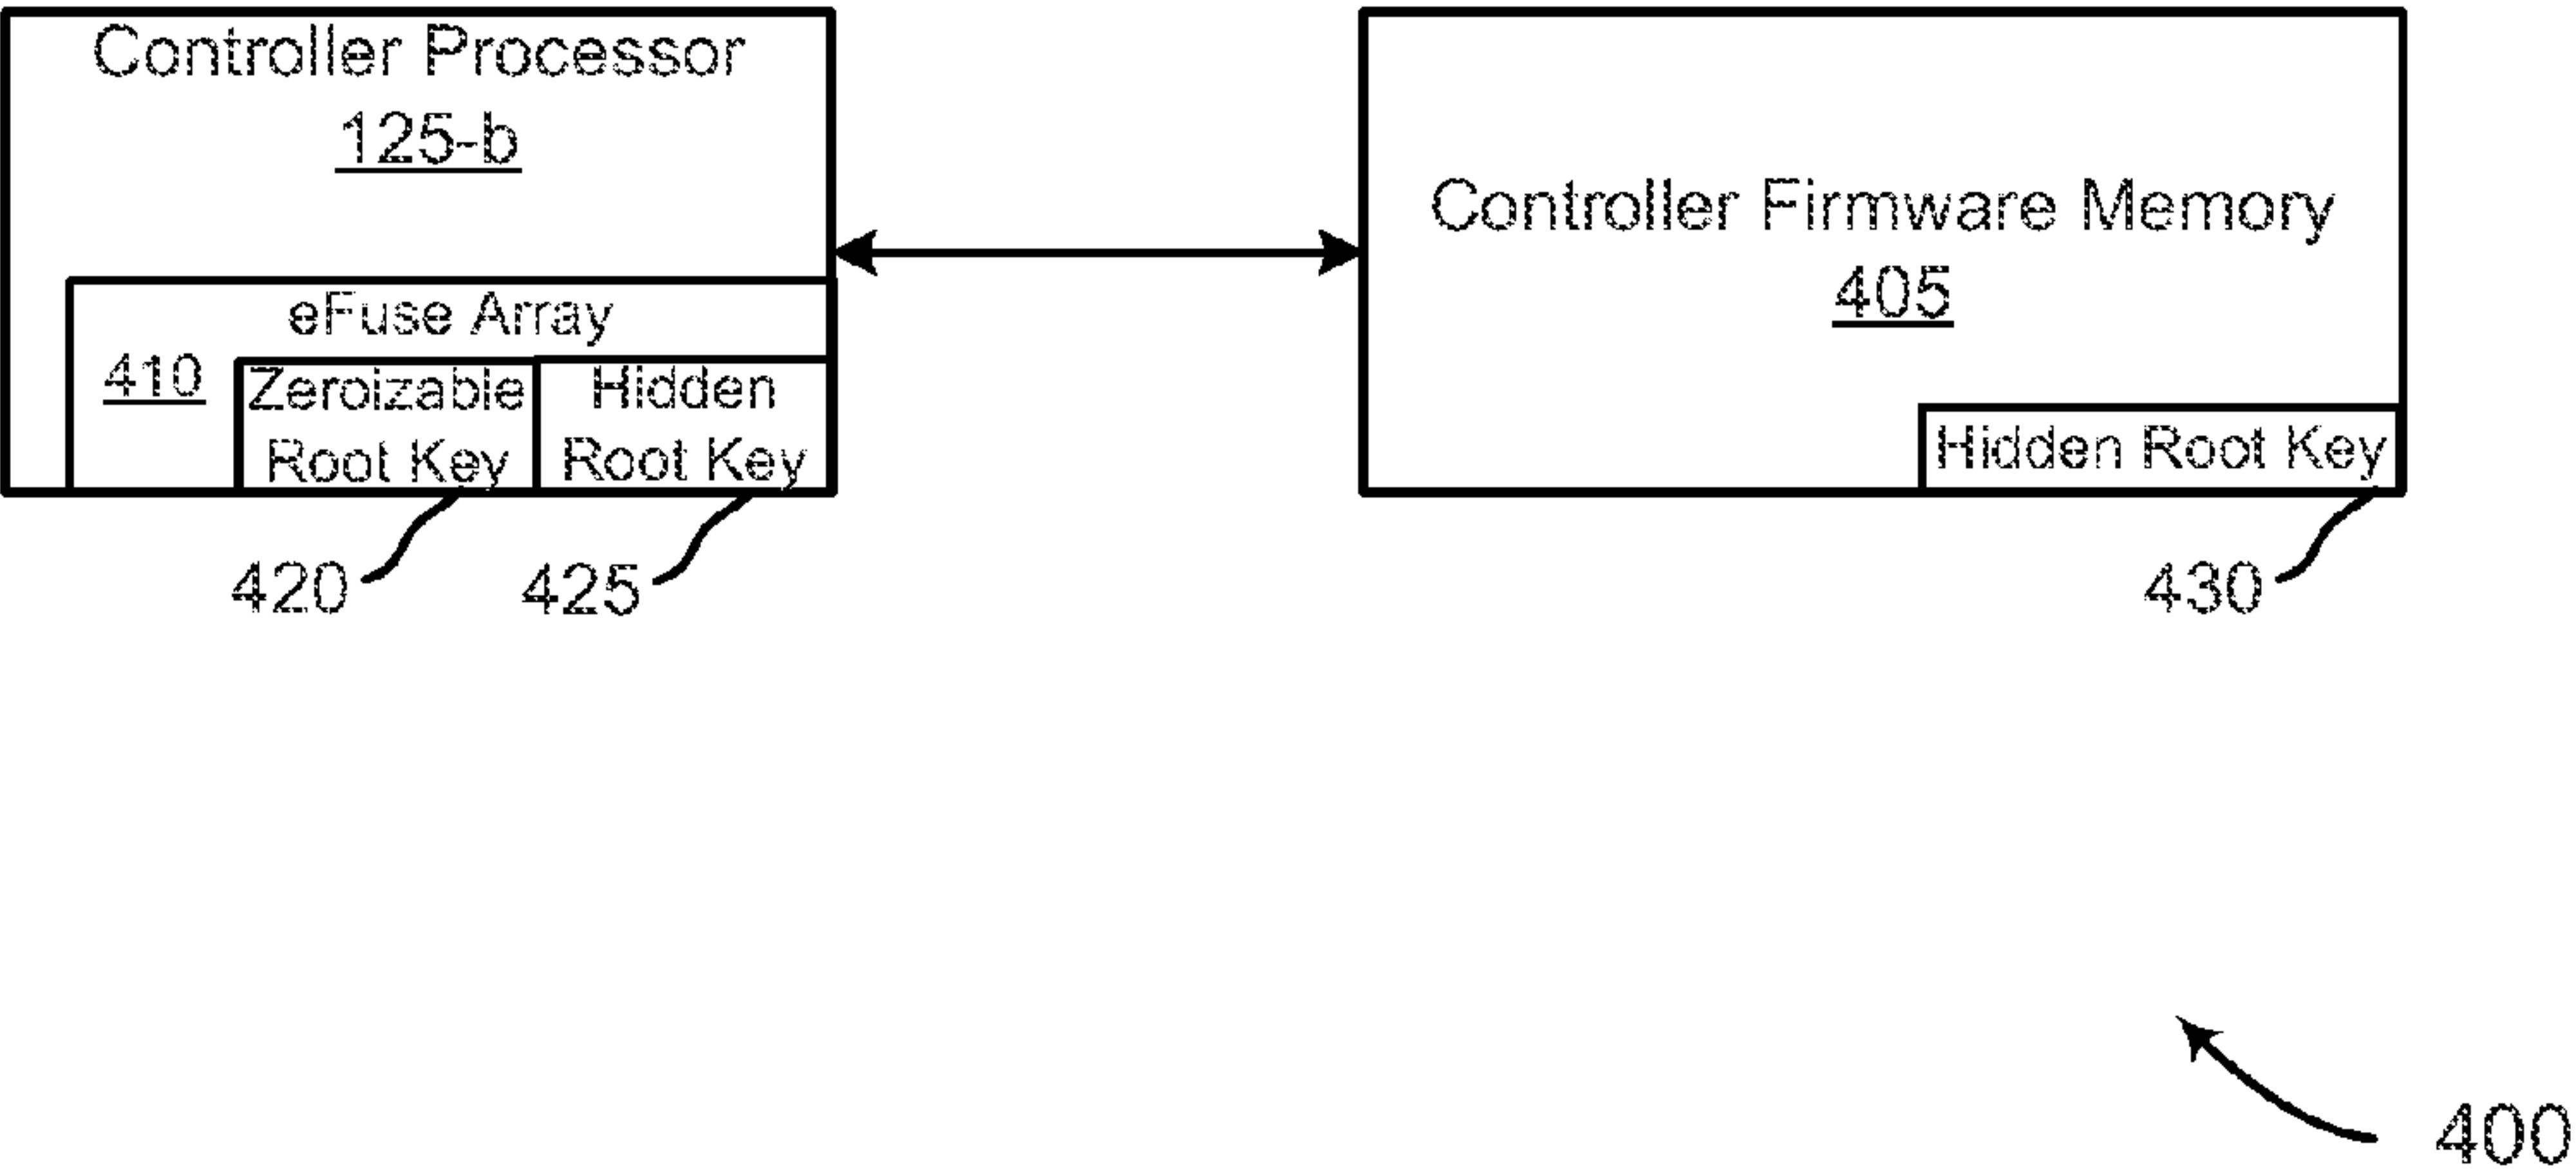 Controller Processor
125-b
eFuse Array
410
Zeroizable
Root Key
Hidden
Root Key
420
425
Controller Firmware Memory
405
Hidden Root Key
430
400